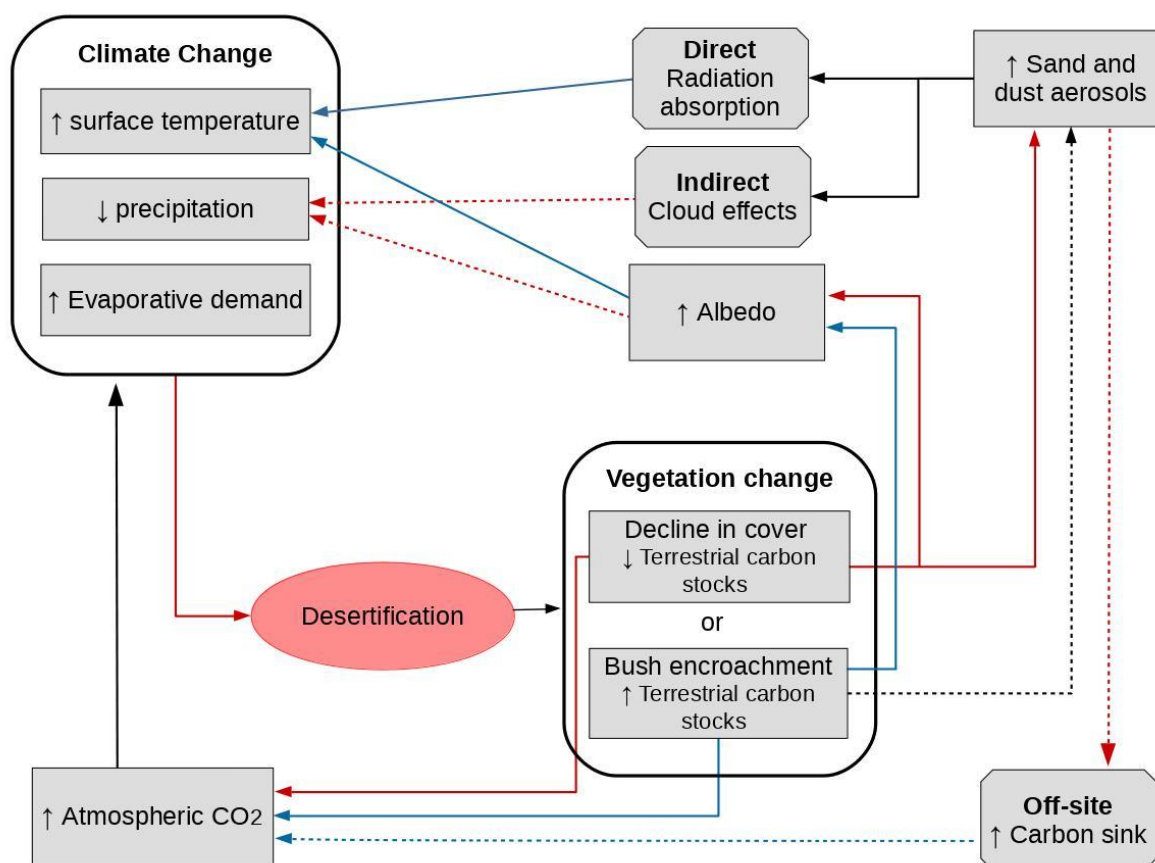 Climate Change
↑ surface temperature
↓ precipitation
↑ Evaporative demand
Direct
Radiation
absorption
Indirect
Cloud effects
↑ Albedo
↑ Sand and
dust aerosols
Desertification
Vegetation change
Decline in cover
↓ Terrestrial carbon
stocks
or
Bush encroachment
↑ Terrestrial carbon
stocks
↑ Atmospheric CO2
Off-site
↑ Carbon sink